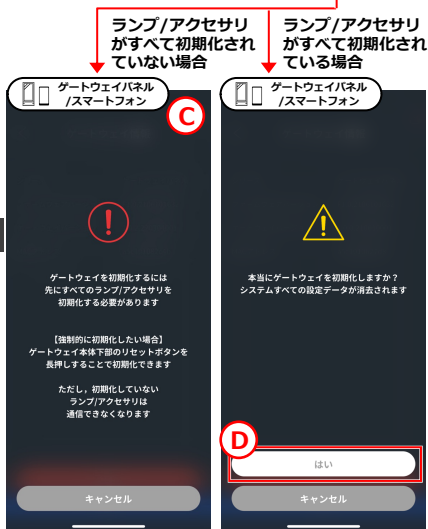 ランプ/アクセサリ
がすべて初期化され
ていない場合
ランプ/アクセサリ
がすべて初期化され
ている場合
ゲートウェイパネル
/スマートフォン
C
ゲートウェイを初期化するには
先にすべてのランプ/アクセサリを
初期化する必要があります
【強制的に初期化したい場合】
ゲートウェイ本体下部のリセットボタンを
長押しすることで初期化できます
ただし，初期化していない
ランプ/アクセサリは
通信できなくなります
キャンセル
ゲートウェイパネル
/スマートフォン
本当にゲートウェイを初期化しますか？
システムすべての設定データが消去されます
D
はい
キャンセル